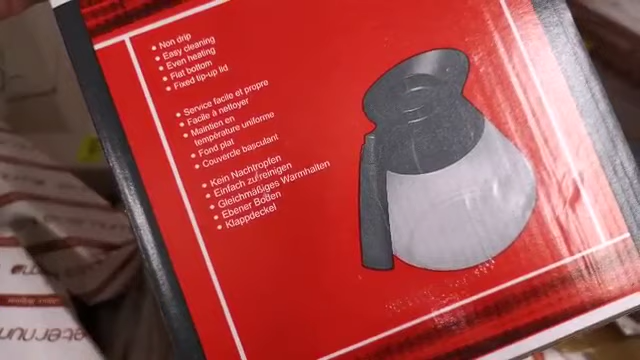 Non drip
Easy cleaning
Even heating
Flat bottom
Fixed tip-up lid
Service facile et propre
Facile à nettoyer
Maintien en
température uniforme
Fond plat
Couvercle basculant
Kein Nachtropfen
Einfach zu reinigen
Gleichmäßiges Warmhalten
Ebener Boden
Klappdeckel